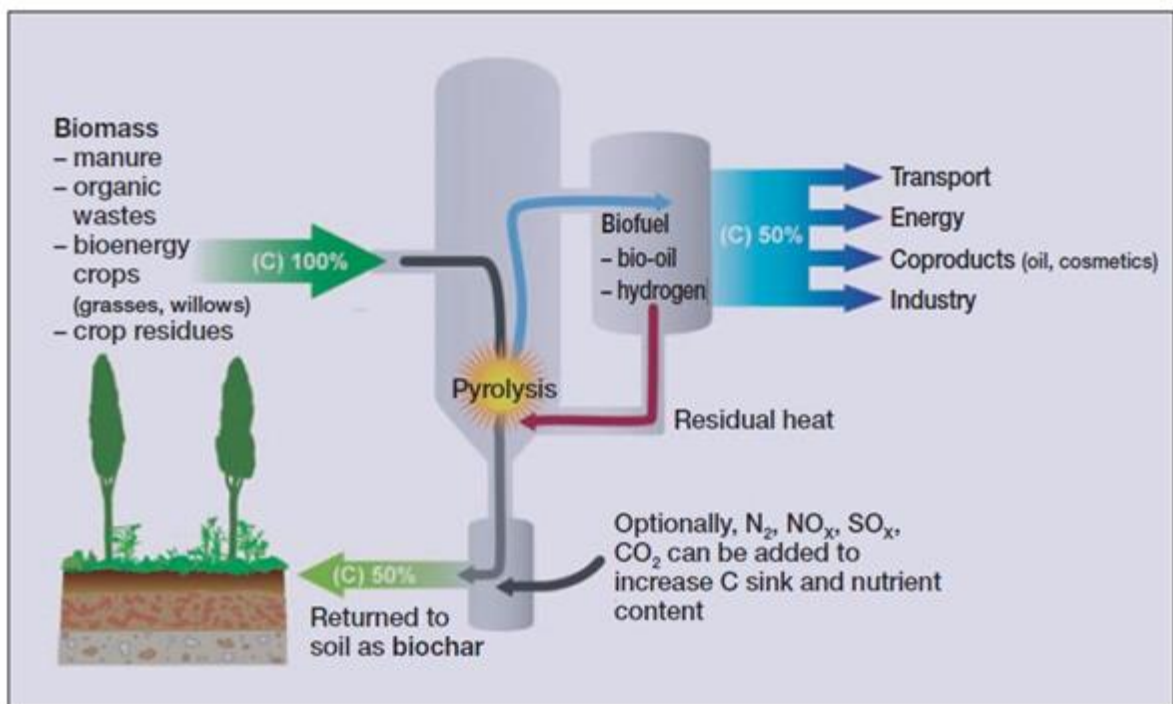 Biomass
– manure
– organic
wastes
– bioenergy
crops
(grasses, willows)
– crop residues
(C) 100%
Pyrolysis
Biofuel
– bio-oil
– hydrogen
(C) 50%
Transport
Energy
Coproducts (oil, cosmetics)
Industry
Residual heat
Optionally, N₂, NOₓ, SOₓ,
CO₂ can be added to
increase C sink and nutrient
content
(C) 50%
Returned to
soil as biochar